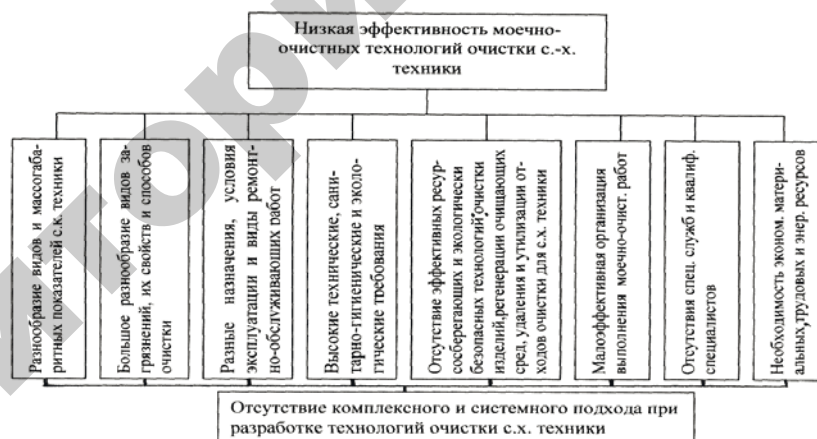 Низкая эффективность моечно-
очистных технологий очистки с.-х.
техники
Разнообразие видов и массогаба-
ритных показателей с.к. техники
Большое разнообразие видов за-
грязнений, их свойств и способов
очистки
Разные назначения, условия
эксплуатации и виды ремонт-
но-обслуживающих работ
Высокие технические, сани-
тарно-гигиенические и эколо-
гические требования
Отсутствие эффективных ресур-
сосберегающих и экологически
безопасных технологий очистки
изделий,регенерации очищающих
сред, удаления и утилизации от-
ходов очистки для с.х. техники
Малоэффективная организация
выполнения моечно-очист. работ
Отсутствия спец. служб и квалиф.
специалистов
Необходимость эконом. матери-
альных,трудовых и энер. ресурсов
Отсутствие комплексного и системного подхода при
разработке технологий очистки с.х. техники